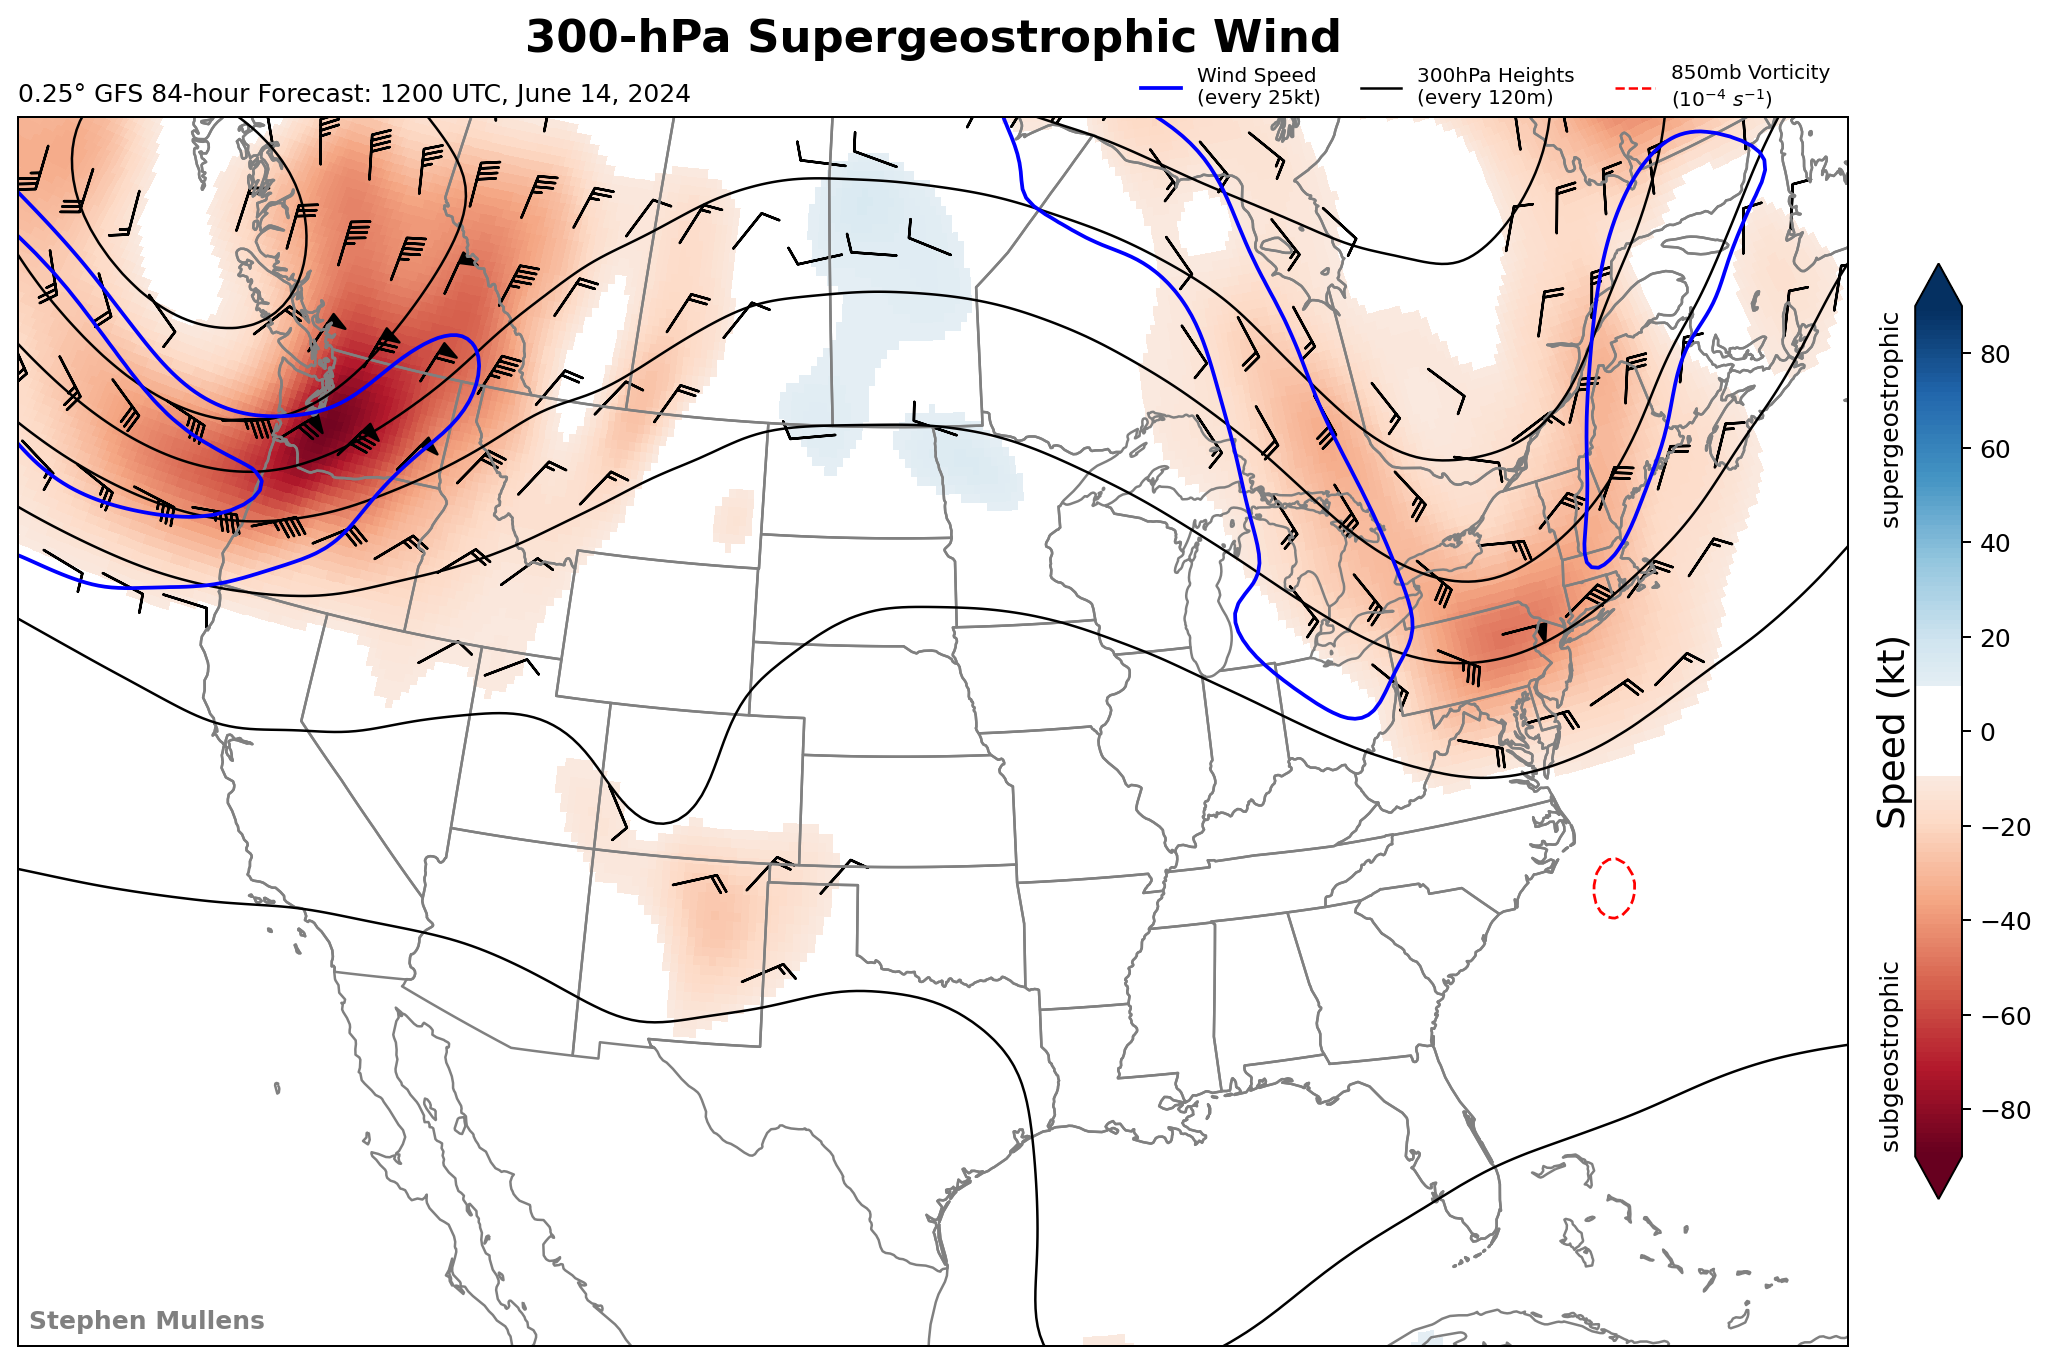 300-hPa Supergeostrophic Wind
0.25° GFS 84-hour Forecast: 1200 UTC, June 14, 2024
Wind Speed
(every 25kt)
300hPa Heights
(every 120m)
850mb Vorticity
(10⁻⁴ s⁻¹)
supergeostrophic
Speed (kt)
subgeostrophic
80
60
40
20
0
−20
−40
−60
−80
Stephen Mullens